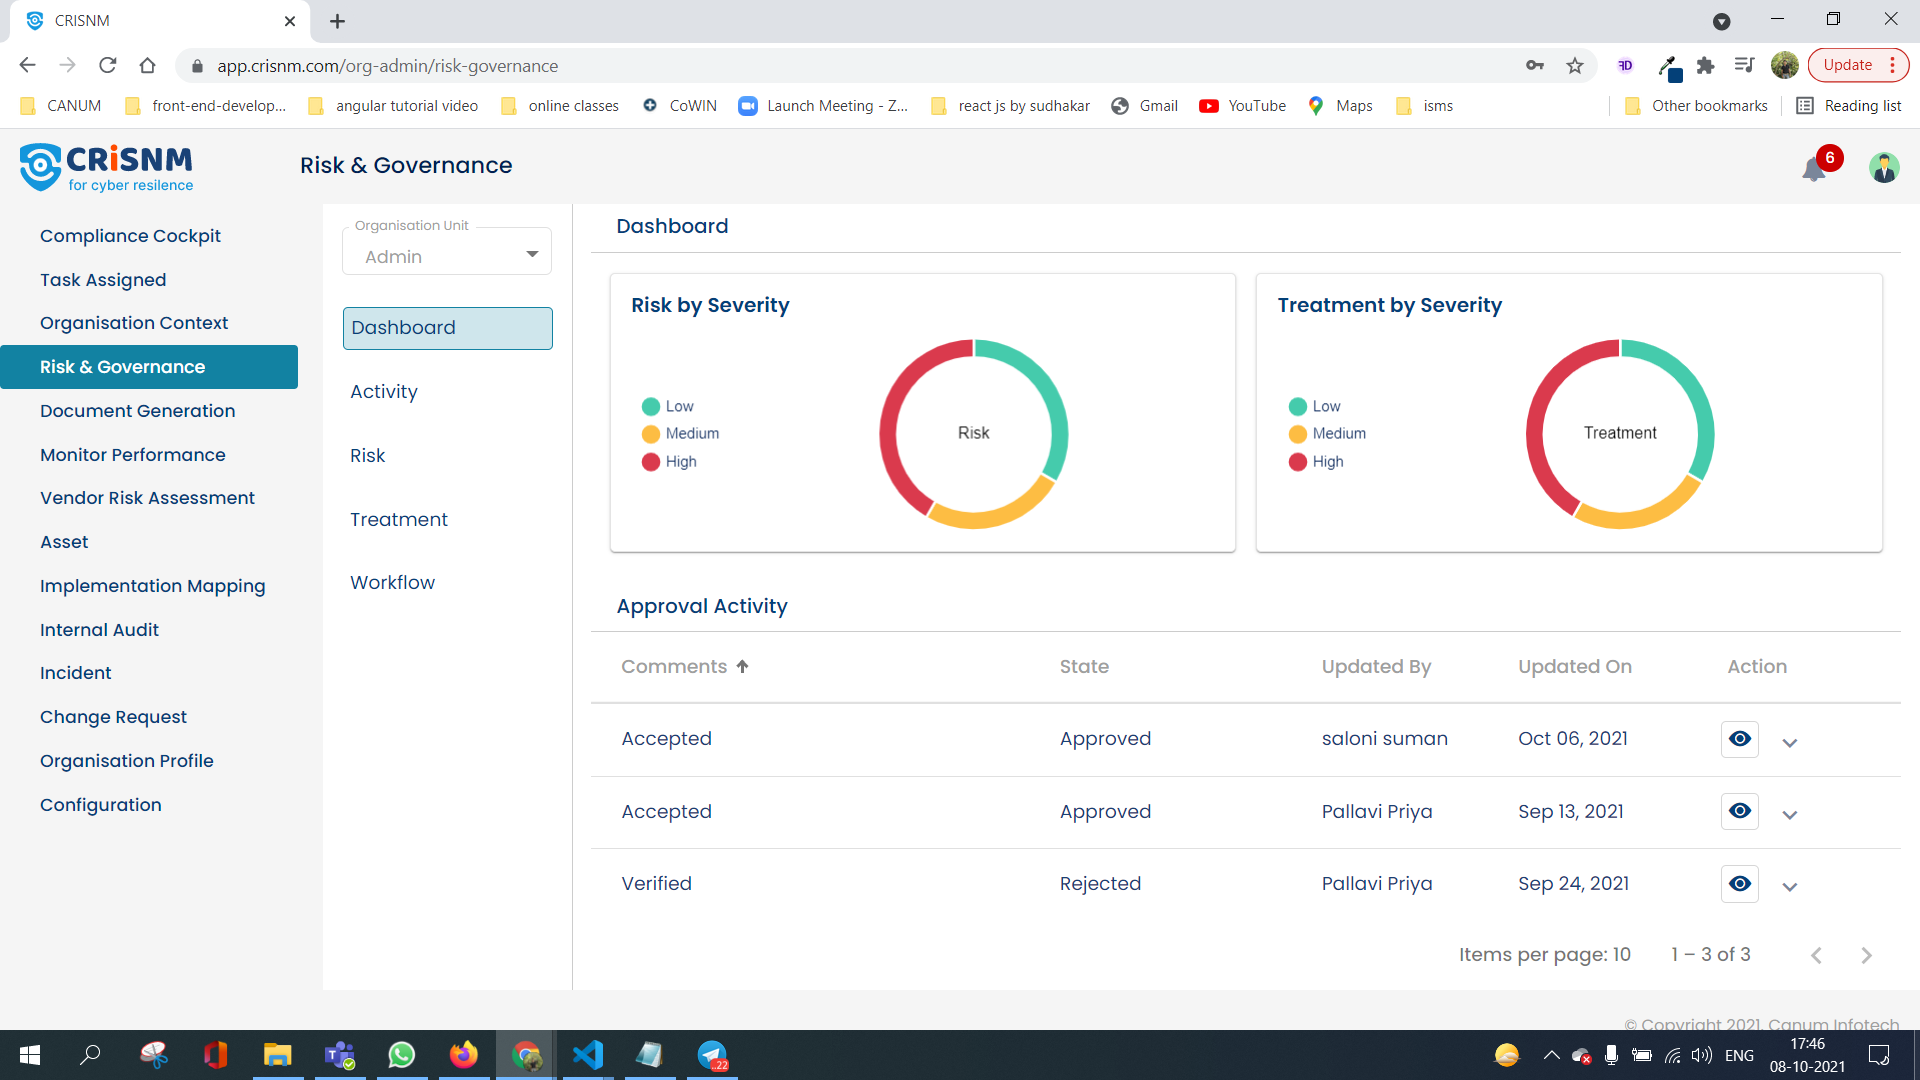 CRISNM
app.crisnm.com/org-admin/risk-governance
Update
CANUM
front-end-develop...
angular tutorial video
online classes
CoWIN
Launch Meeting - Z...
react js by sudhakar
Gmail
YouTube
Maps
isms
Other bookmarks
Reading list
CRiSNM
for cyber resilence
Risk & Governance
6
Compliance Cockpit
Task Assigned
Organisation Context
Risk & Governance
Document Generation
Monitor Performance
Vendor Risk Assessment
Asset
Implementation Mapping
Internal Audit
Incident
Change Request
Organisation Profile
Configuration
Organisation Unit
Admin
Dashboard
Activity
Risk
Treatment
Workflow
Dashboard
Risk by Severity
Low
Medium
High
Risk
Treatment by Severity
Low
Medium
High
Treatment
Approval Activity
Comments State Updated By Updated On Action
Accepted Approved saloni suman Oct 06, 2021
Accepted Approved Pallavi Priya Sep 13, 2021
Verified Rejected Pallavi Priya Sep 24, 2021
Items per page: 10 1 – 3 of 3
© Copyright 2021, Canum Infotech
..22
ENG
17:46
08-10-2021